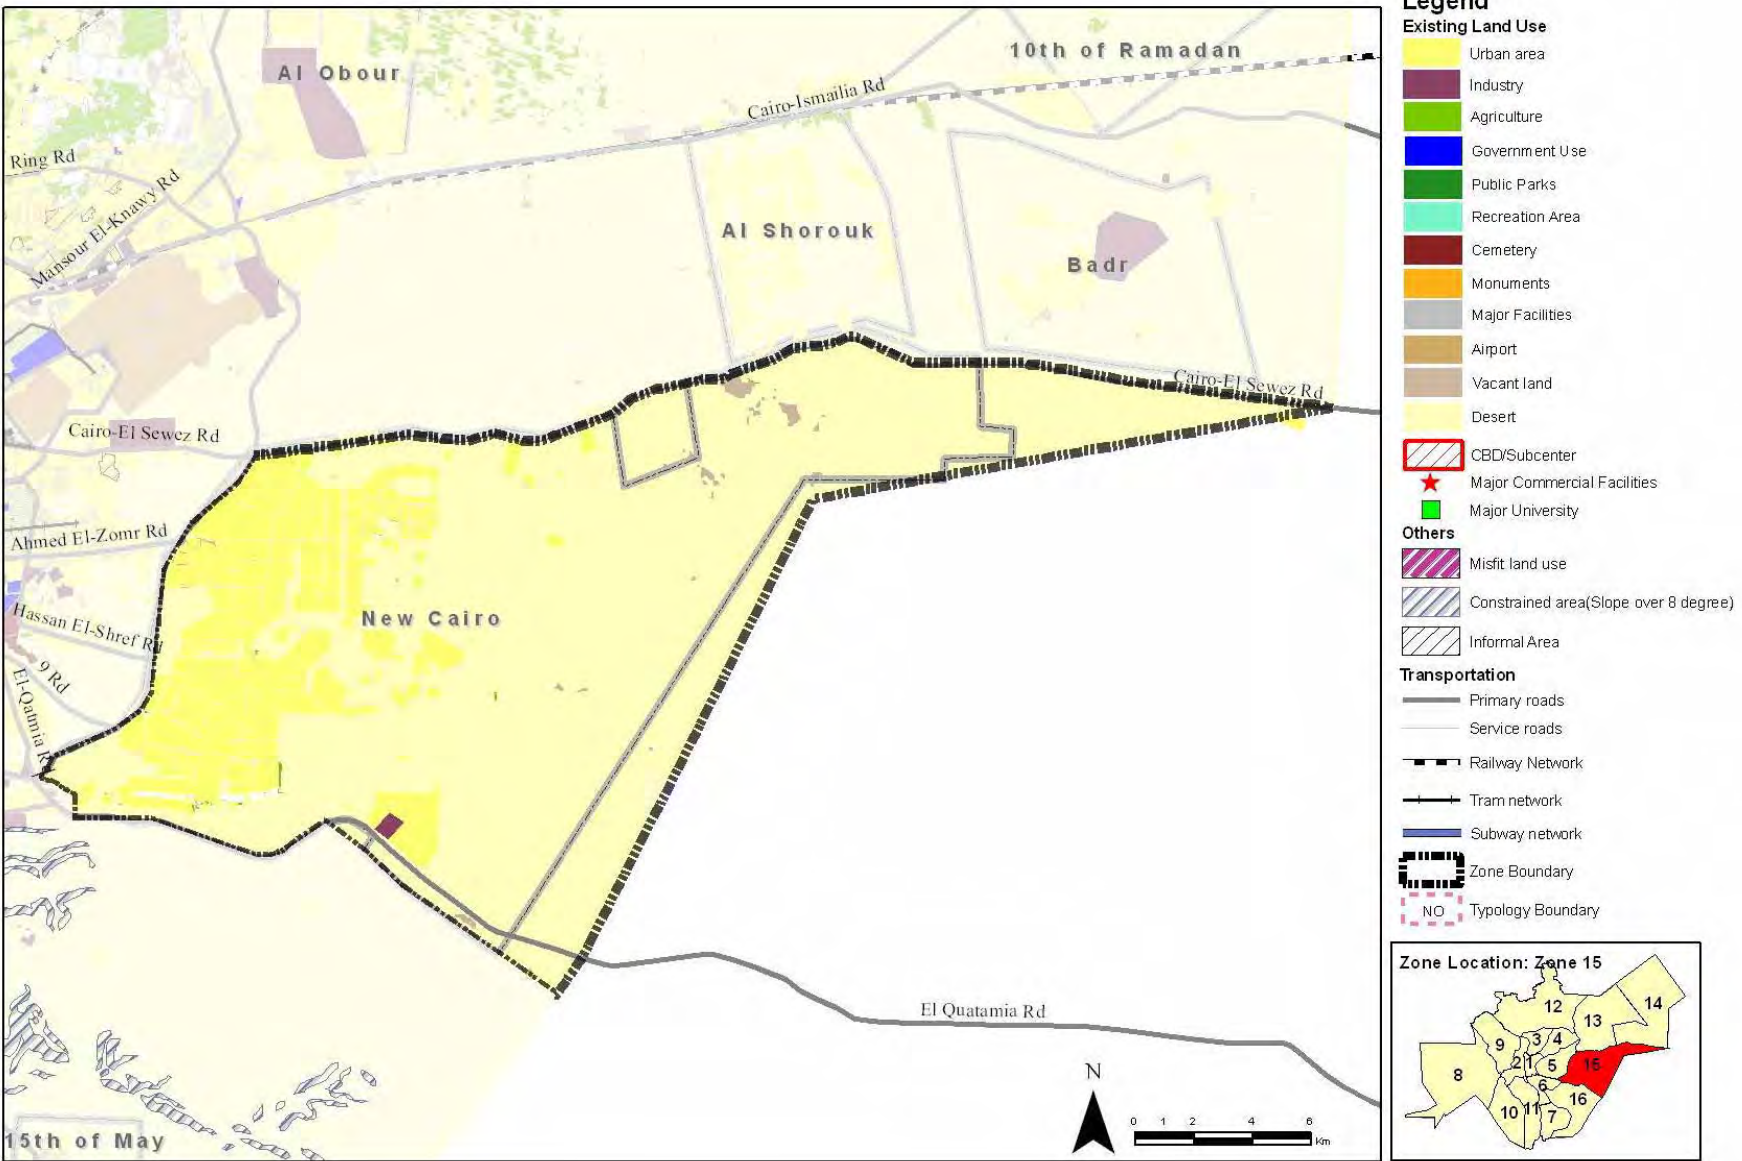 10th of Ramadan
Al Obour
Cairo-Ismailia Rd
Ring Rd
Mansour El-Knawy Rd
Al Shorouk
Badr
Cairo-El Sewez Rd
Cairo-El Sewez Rd
Ahmed El-Zomr Rd
New Cairo
Hassan El-Shref Rd
9 Rd
El-Qatmia Rd
El Quatamia Rd
15th of May
N
0 1 2 4 6
Km
Legend
Existing Land Use
Urban area
Industry
Agriculture
Government Use
Public Parks
Recreation Area
Cemetery
Monuments
Major Facilities
Airport
Vacant land
Desert
CBD/Subcenter
Major Commercial Facilities
Major University
Others
Misfit land use
Constrained area(Slope over 8 degree)
Informal Area
Transportation
Primary roads
Service roads
Railway Network
Tram network
Subway network
Zone Boundary
NO Typology Boundary
Zone Location: Zone 15
12
14
13
3 4
9
2 1 5
15
8
6
16
10 11 7